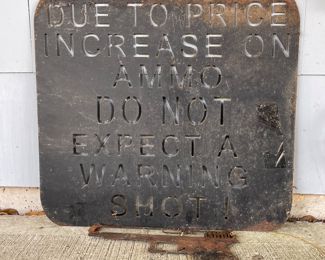 DUE TO PRICE
INCREASE ON
AMMO
DO NOT
EXPECT A
WARNING
SHOT!